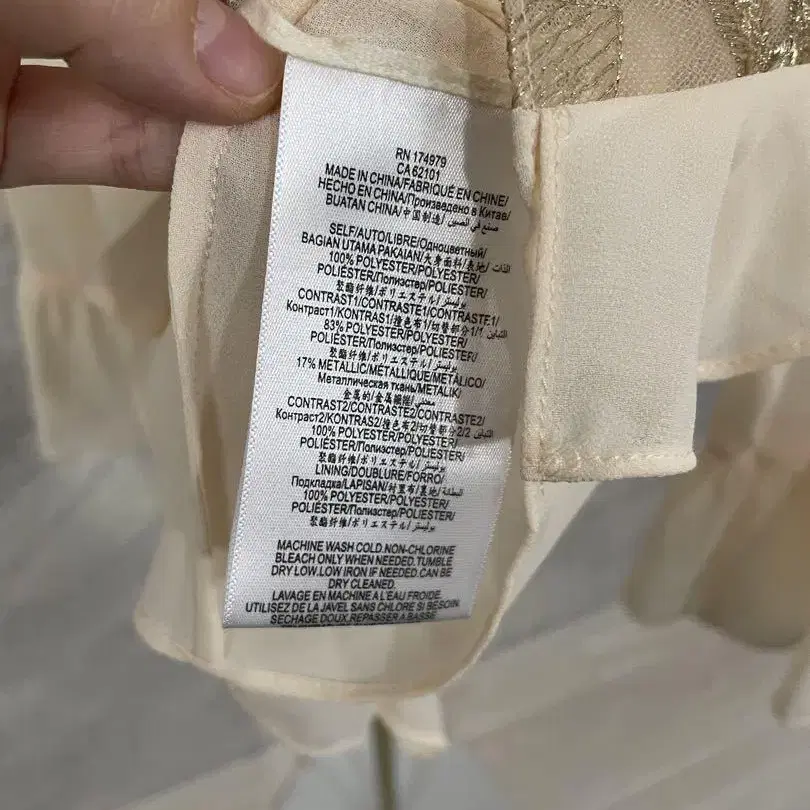 RN 174979
CA 62101
MADE IN CHINA/FABRIQUÉ EN CHINE/
HECHO EN CHINA/Произведено в Китае/
BUATAN CHINA/中国制造/ صنع في الصين
SELF/AUTO/LIBRE/Одноцветный/
BAGIAN UTAMA PAKAIAN/大身面料/表地/ الذات/
100% POLYESTER/POLYESTER/
POLIÉSTER/Полиэстер/POLIESTER/
聚酯纤维/ポリエステル/ بوليستر/
CONTRAST1/CONTRASTE1/CONTRASTE1/
Контраст1/KONTRAS1/撞色布1/切替部分1/ التباين1/
83% POLYESTER/POLYESTER/
POLIÉSTER/Полиэстер/POLIESTER/
聚酯纤维/ポリエステル/ بوليستر/
17% METALLIC/MÉTALLIQUE/METÁLICO/
Металлическая ткань/METALIK/
金属的/金属繊維/ معدني/
CONTRAST2/CONTRASTE2/CONTRASTE2/
Контраст2/KONTRAS2/撞色布2/切替部分2/ التباين2/
100% POLYESTER/POLYESTER/
POLIÉSTER/Полиэстер/POLIESTER/
聚酯纤维/ポリエステル/ بوليستر/
LINING/DOUBLURE/FORRO/
Подкладка/LAPISAN/衬里布/裏地/ البطانة/
100% POLYESTER/POLYESTER/
POLIÉSTER/Полиэстер/POLIESTER/
聚酯纤维/ポリエステル/ بوليستر/
MACHINE WASH COLD.NON-CHLORINE
BLEACH ONLY WHEN NEEDED.TUMBLE
DRY LOW.LOW IRON IF NEEDED.CAN BE
DRY CLEANED.
LAVAGE EN MACHINE A L'EAU FROIDE.
UTILISEZ DE LA JAVEL SANS CHLORE SI BESOIN.
SECHAGE DOUX.REPASSER A BASSE